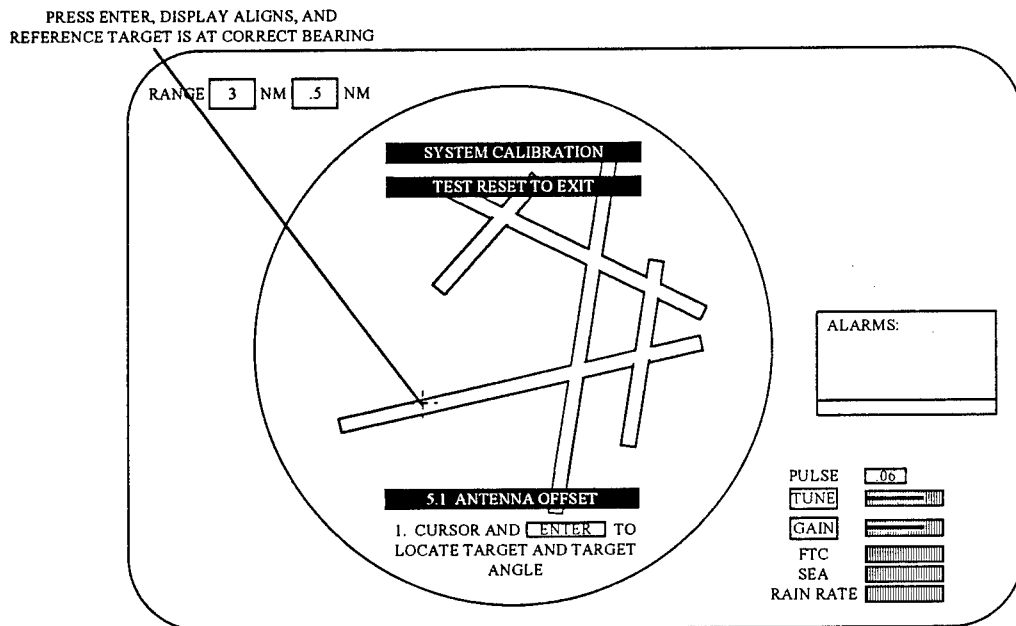 PRESS ENTER, DISPLAY ALIGNS, AND
REFERENCE TARGET IS AT CORRECT BEARING
RANGE 3 NM .5 NM
SYSTEM CALIBRATION
TEST RESET TO EXIT
ALARMS:
5.1 ANTENNA OFFSET
1. CURSOR AND ENTER TO
LOCATE TARGET AND TARGET
ANGLE
PULSE .06
TUNE
GAIN
FTC
SEA
RAIN RATE